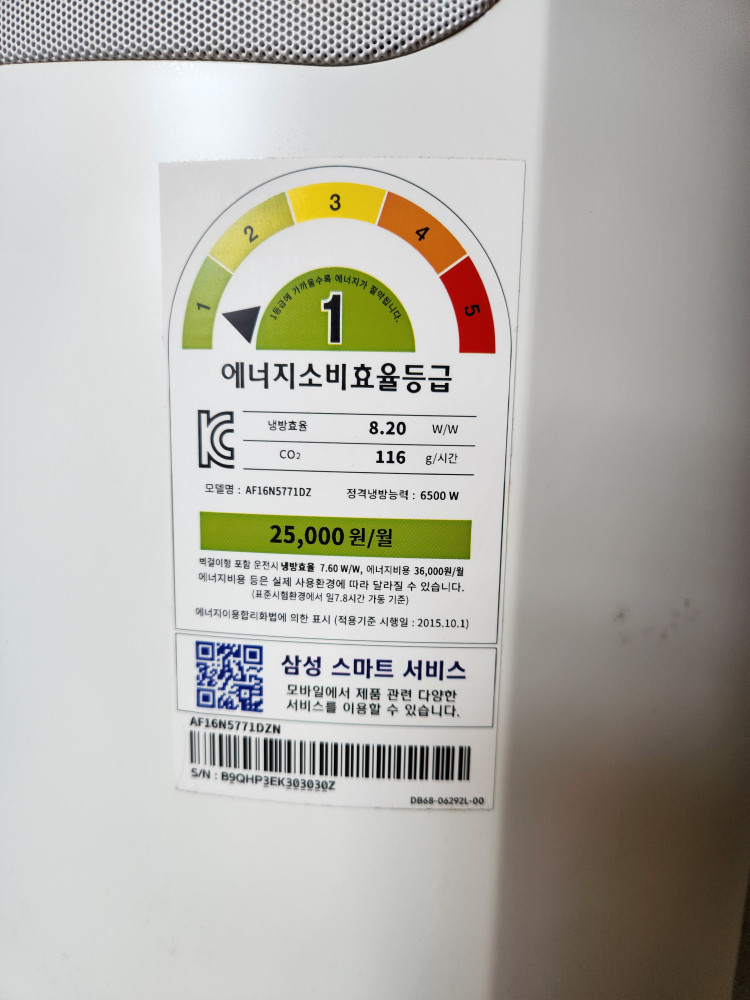 1 2 3 4 5
1등급에 가까울수록 에너지가 절약됩니다.
1
에너지소비효율등급
냉방효율 8.20 W/W
CO2 116 g/시간
모델명 : AF16N5771DZ 정격냉방능력 : 6500 W
25,000 원/월
벽걸이형 포함 운전시 냉방효율 7.60 W/W, 에너지비용 36,000원/월
에너지비용 등은 실제 사용환경에 따라 달라질 수 있습니다.
(표준시험환경에서 일7.8시간 가동 기준)
에너지이용합리화법에 의한 표시 (적용기준 시행일 : 2015.10.1)
삼성 스마트 서비스
모바일에서 제품 관련 다양한
서비스를 이용할 수 있습니다.
AF16N5771DZN
S/N : B9QHP3EK303030Z
DB68-06292L-00